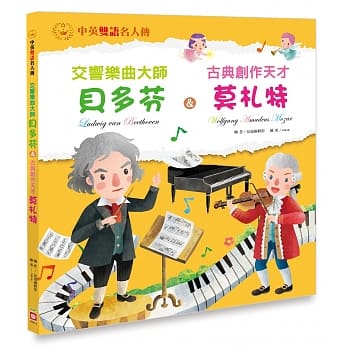 中英雙語名人傳
交響樂曲大師
貝多芬
Ludwig van Beethoven
&
古典創作天才
莫札特
Wolfgang Amadeus Mozart
中英雙語名人傳
交響樂曲大師
貝多芬
&
古典創作天才
莫札特